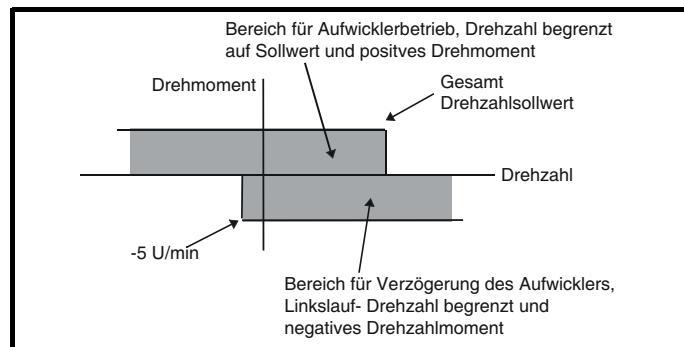 Bereich für Aufwicklerbetrieb, Drehzahl begrenzt
auf Sollwert und positves Drehmoment
Drehmoment
Gesamt
Drehzahlsollwert
Drehzahl
-5 U/min
Bereich für Verzögerung des Aufwicklers,
Linkslauf- Drehzahl begrenzt und
negatives Drehzahlmoment